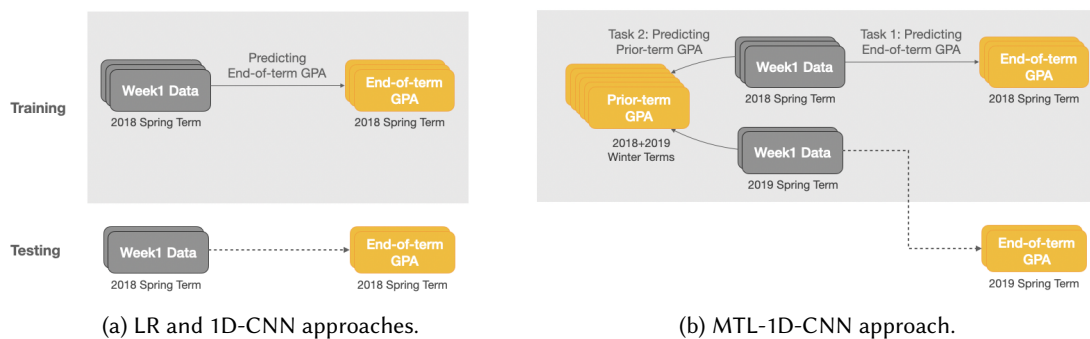 Training
Predicting
End-of-term GPA
Week1 Data
2018 Spring Term
End-of-term
GPA
2018 Spring Term
Testing
Week1 Data
2018 Spring Term
End-of-term
GPA
2018 Spring Term
(a) LR and 1D-CNN approaches.
Task 2: Predicting
Prior-term GPA
Week1 Data
2018 Spring Term
Task 1: Predicting
End-of-term GPA
End-of-term
GPA
2018 Spring Term
Prior-term
GPA
2018+2019
Winter Terms
Week1 Data
2019 Spring Term
End-of-term
GPA
2019 Spring Term
(b) MTL-1D-CNN approach.